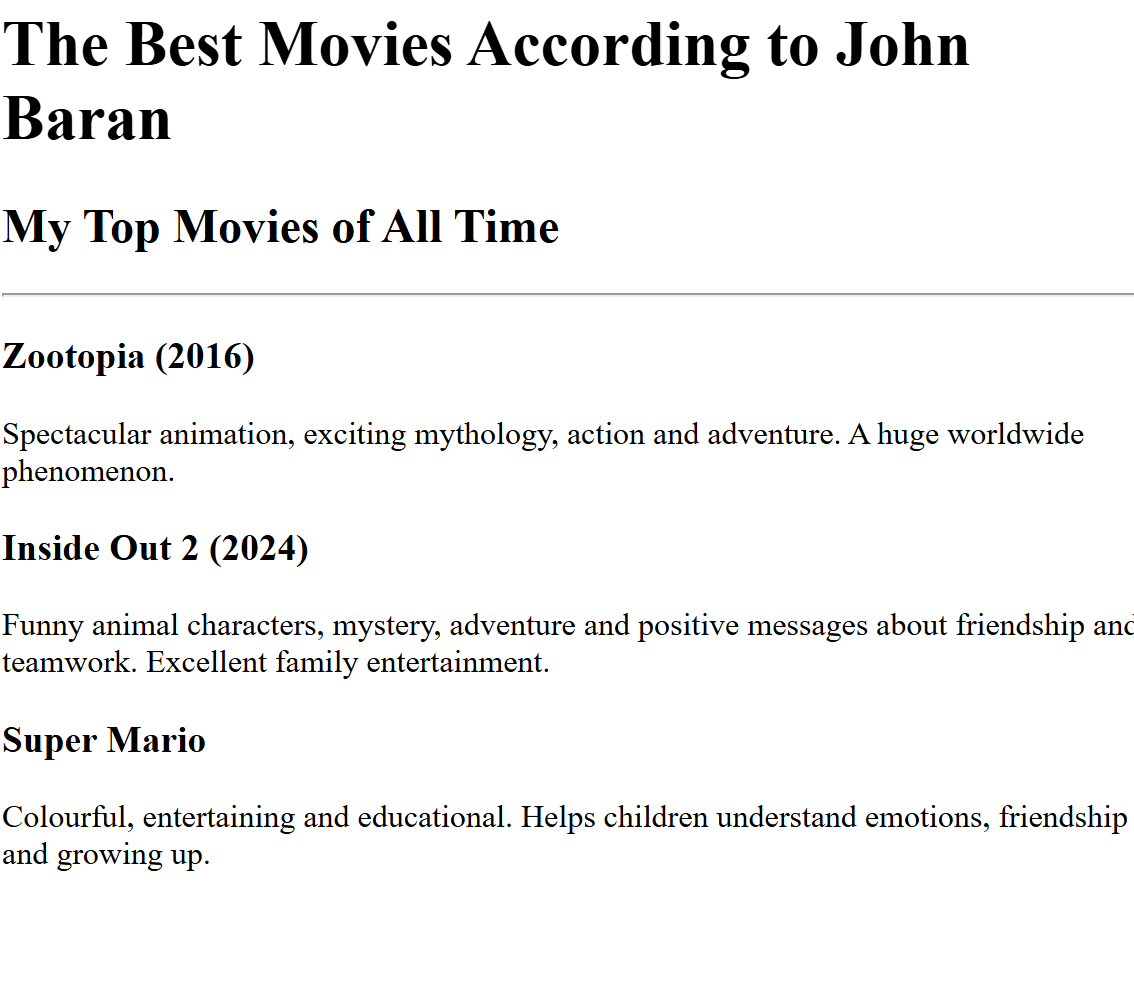 The Best Movies According to John
Baran
My Top Movies of All Time
Zootopia (2016)
Spectacular animation, exciting mythology, action and adventure. A huge worldwide
phenomenon.
Inside Out 2 (2024)
Funny animal characters, mystery, adventure and positive messages about friendship and
teamwork. Excellent family entertainment.
Super Mario
Colourful, entertaining and educational. Helps children understand emotions, friendship
and growing up.